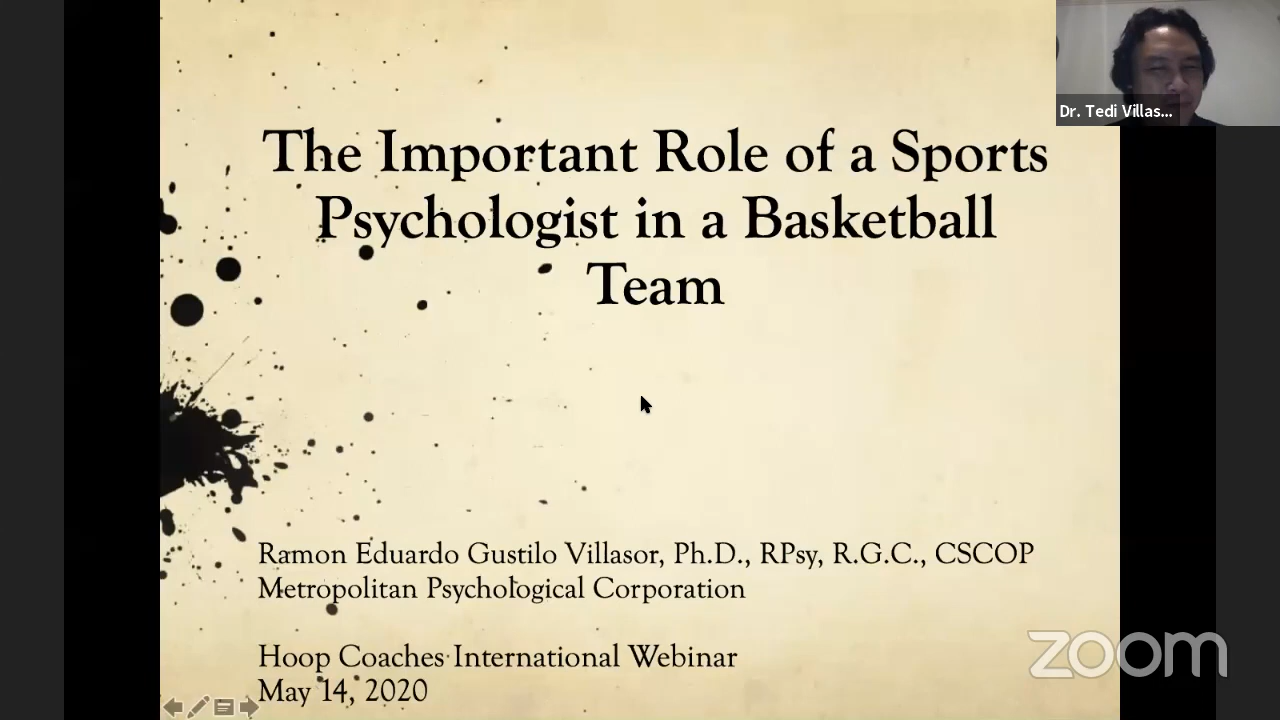 The Important Role of a Sports
Psychologist in a Basketball
Team
Ramon Eduardo Gustilo Villasor, Ph.D., RPsy, R.G.C., CSCOP
Metropolitan Psychological Corporation
Hoop Coaches International Webinar
May 14, 2020
Dr. Tedi Villas...
zoom